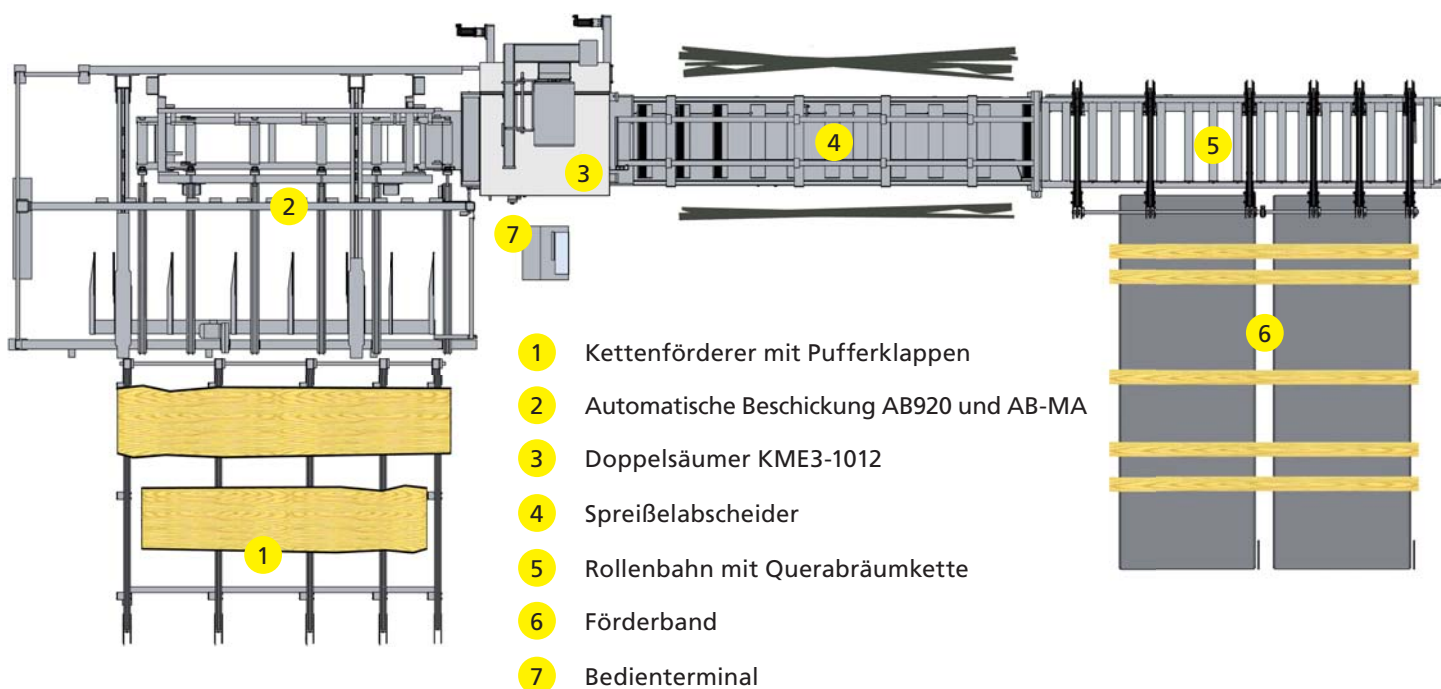 3
4
5
2
7
6
1
1 Kettenförderer mit Pufferklappen
2 Automatische Beschickung AB920 und AB-MA
3 Doppelsäumer KME3-1012
4 Spreißelabscheider
5 Rollenbahn mit Querabräumkette
6 Förderband
7 Bedienterminal